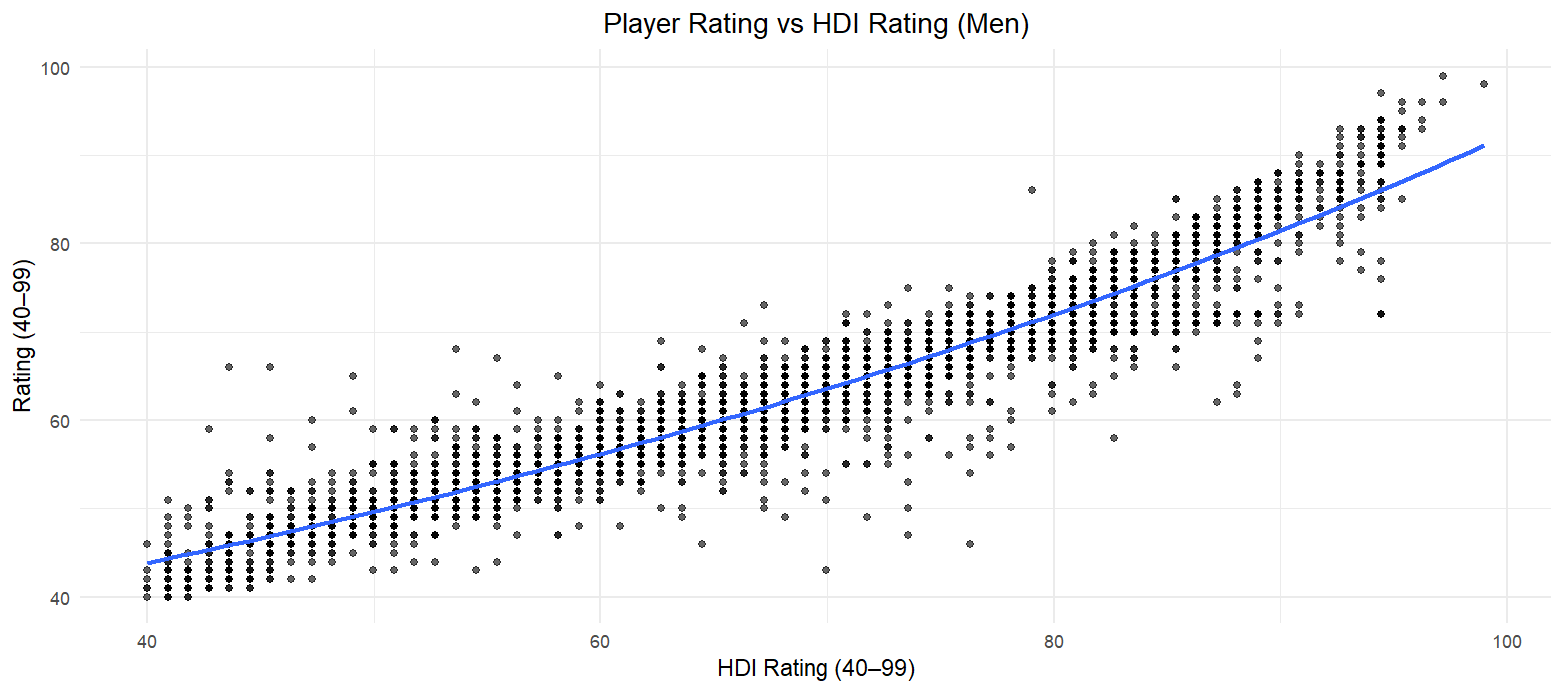 Player Rating vs HDI Rating (Men)
Rating (40–99)
100
80
60
40
40 60 80 100
HDI Rating (40–99)